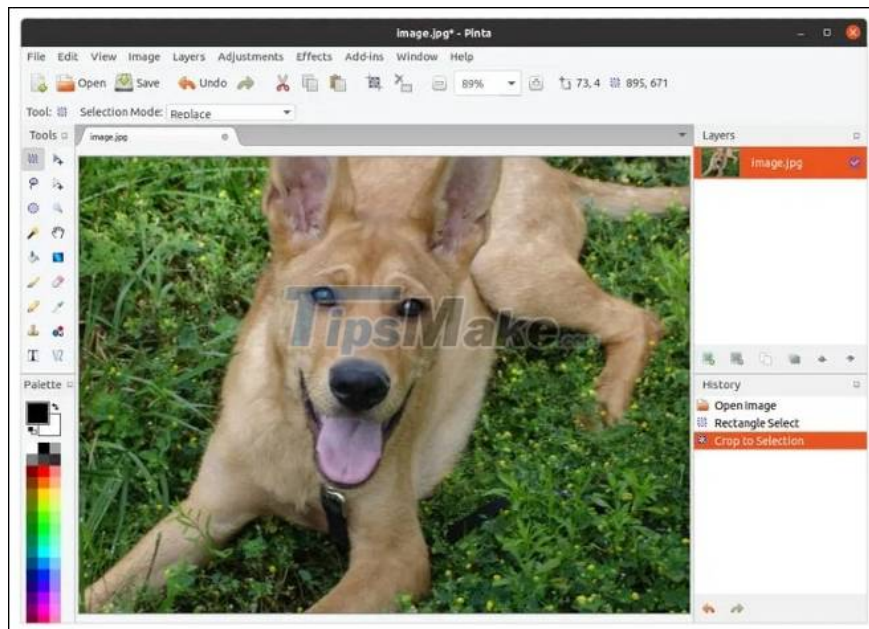 image.jpg* - Pinta
File Edit View Image Layers Adjustments Effects Add-ins Window Help
Open Save Undo 89% 73, 4 895, 671
Tool: Selection Mode: Replace
Tools image.jpg Layers
image.jpg
TipsMake
T
Palette History
Open Image
Rectangle Select
Crop to Selection